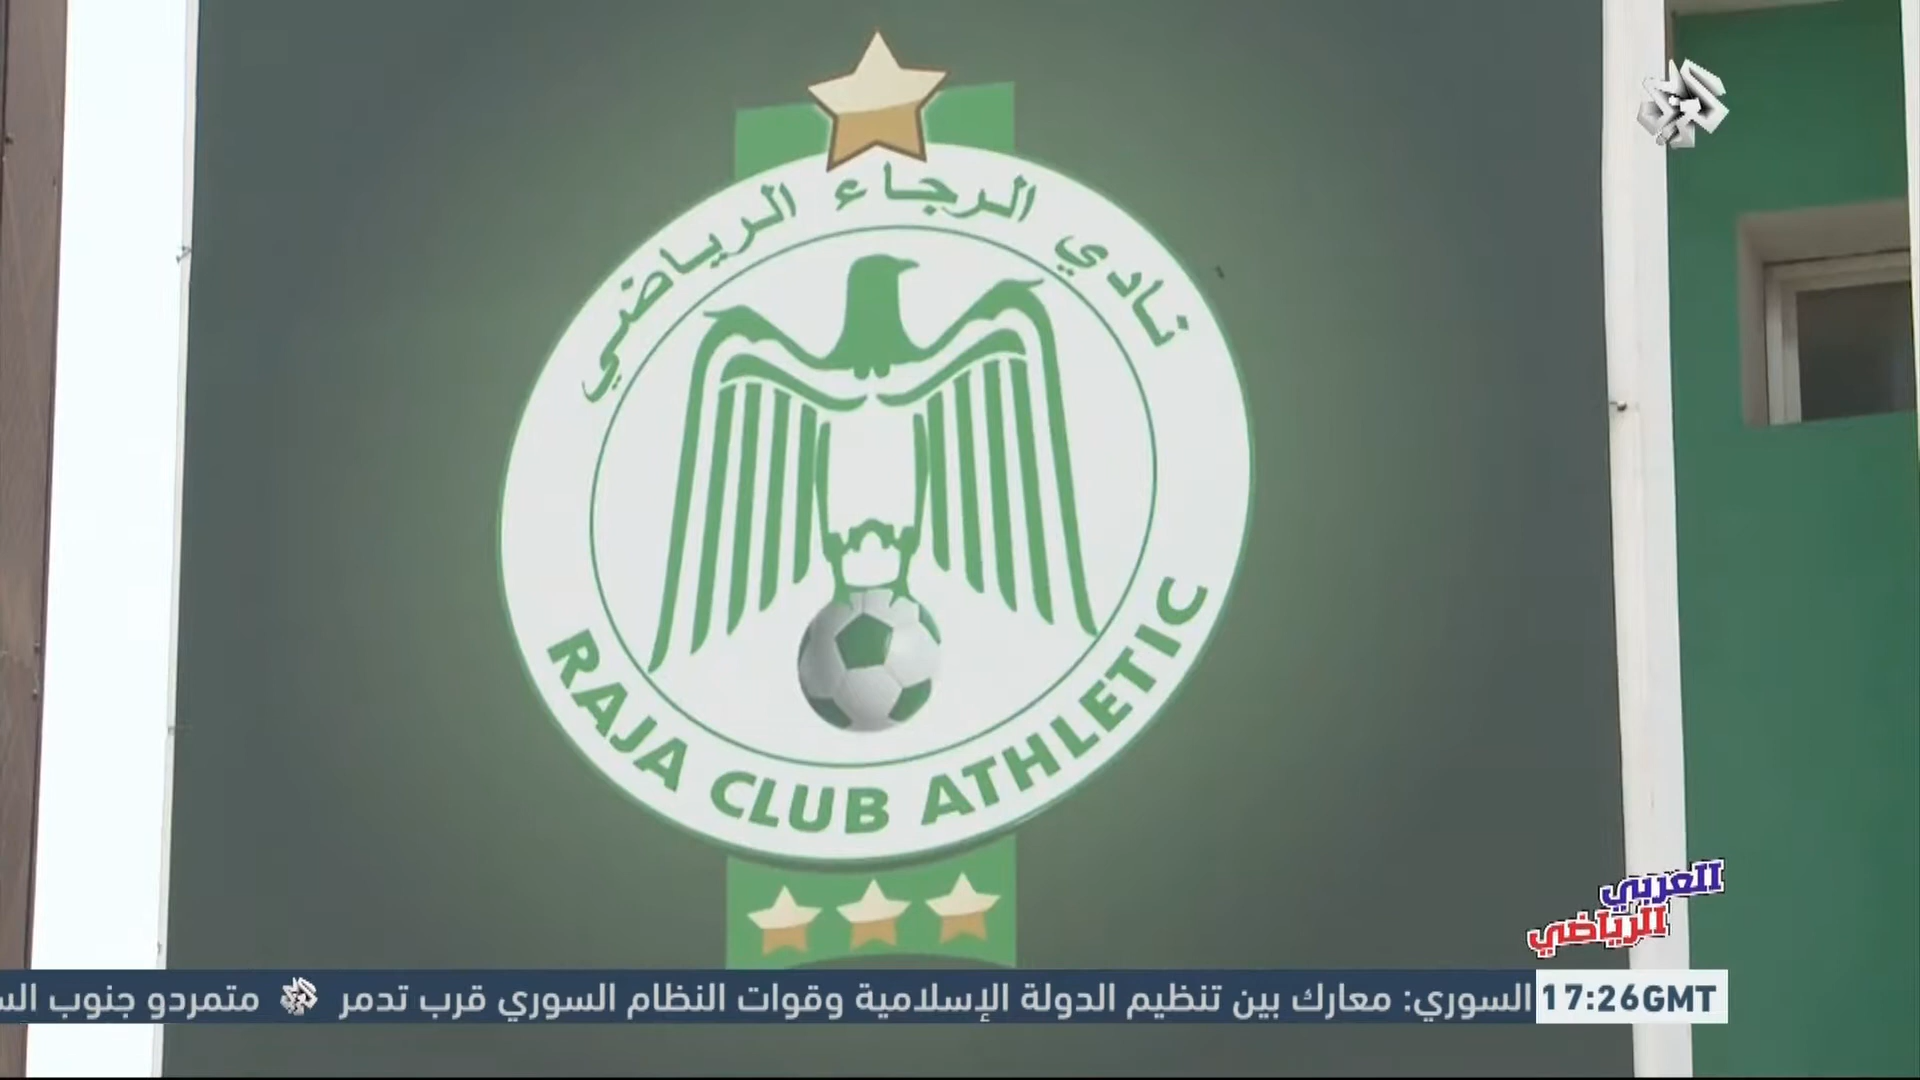 نادي الرجاء الرياضي
RAJA CLUB ATHLETIC
العربي
الرياضي
السوري: معارك بين تنظيم الدولة الإسلامية وقوات النظام السوري قرب تدمر متمردو جنوب
17:26GMT